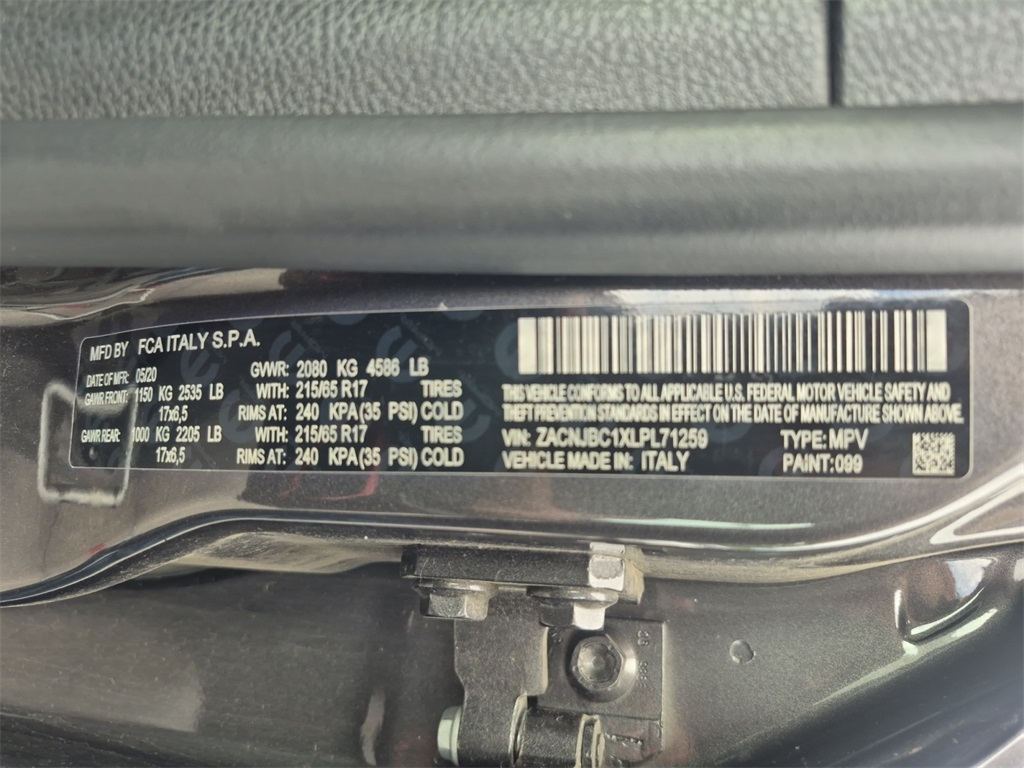 MFD BY FCA ITALY S.P.A.
DATE OF MFR: 05/20 GVWR: 2080 KG 4586 LB
GAWR FRONT: 1150 KG 2535 LB WITH: 215/65 R17 TIRES
17x6,5 RIMS AT: 240 KPA (35 PSI) COLD
GAWR REAR: 1000 KG 2205 LB WITH: 215/65 R17 TIRES
17x6,5 RIMS AT: 240 KPA (35 PSI) COLD
THIS VEHICLE CONFORMS TO ALL APPLICABLE U.S. FEDERAL MOTOR VEHICLE SAFETY AND
THEFT PREVENTION STANDARDS IN EFFECT ON THE DATE OF MANUFACTURE SHOWN ABOVE.
VIN: ZACNJBC1XLPL71259 TYPE: MPV
VEHICLE MADE IN: ITALY PAINT: 099